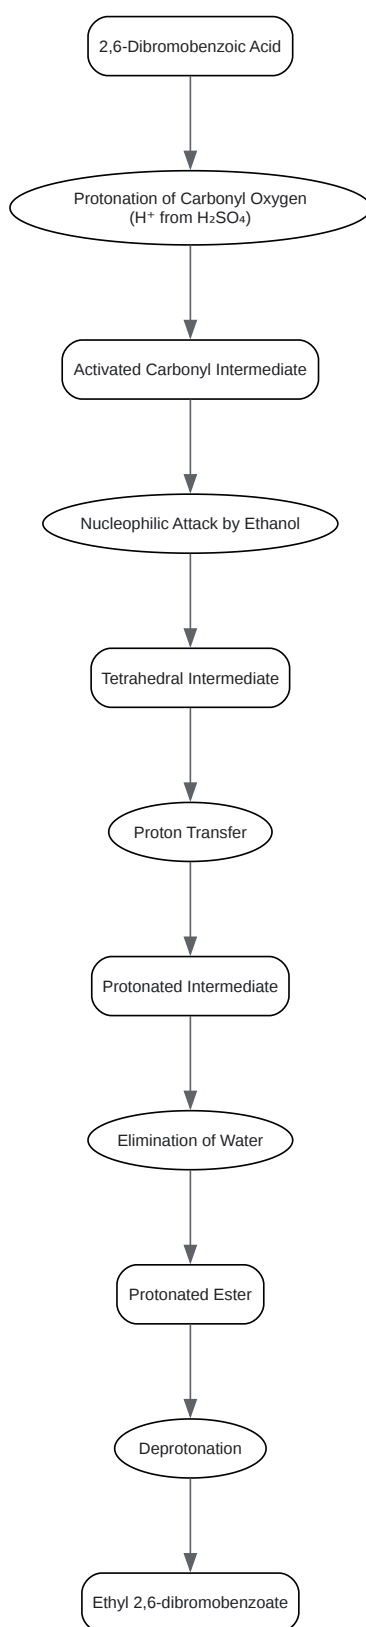 2,6-Dibromobenzoic Acid
Protonation of Carbonyl Oxygen
(H⁺ from H₂SO₄)
Activated Carbonyl Intermediate
Nucleophilic Attack by Ethanol
Tetrahedral Intermediate
Proton Transfer
Protonated Intermediate
Elimination of Water
Protonated Ester
Deprotonation
Ethyl 2,6-dibromobenzoate